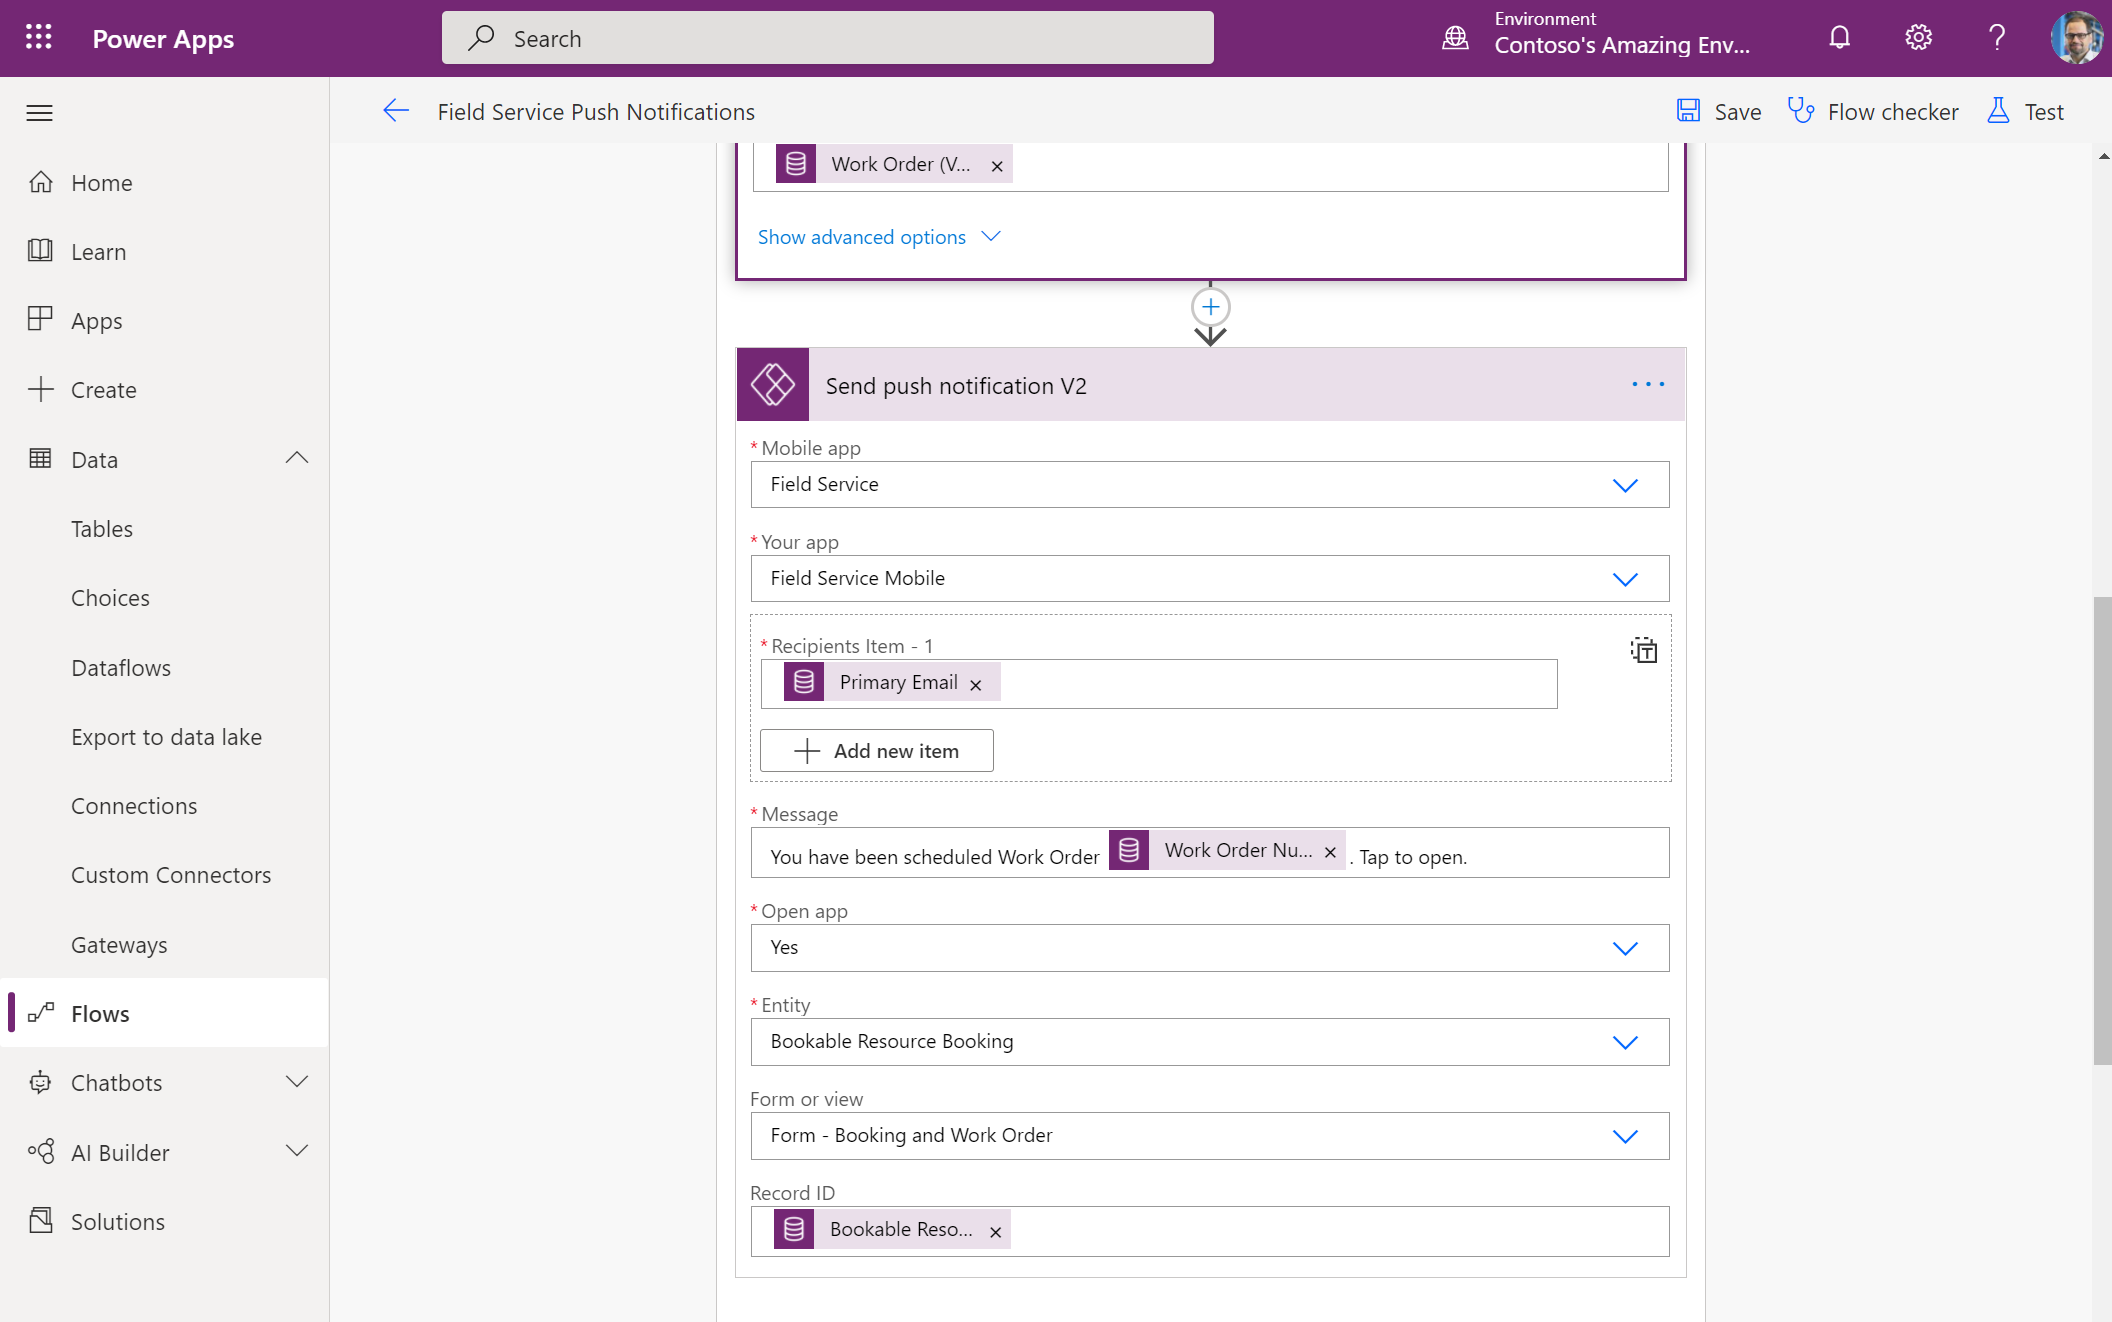 Power Apps
Search
Environment
Contoso's Amazing Env...
Field Service Push Notifications
Save
Flow checker
Test
Home
Learn
Apps
Create
Data
Tables
Choices
Dataflows
Export to data lake
Connections
Custom Connectors
Gateways
Flows
Chatbots
AI Builder
Solutions
Work Order (V... ×
Show advanced options
Send push notification V2
* Mobile app
Field Service
* Your app
Field Service Mobile
* Recipients Item - 1
Primary Email ×
Add new item
* Message
You have been scheduled Work Order Work Order Nu... × . Tap to open.
* Open app
Yes
* Entity
Bookable Resource Booking
Form or view
Form - Booking and Work Order
Record ID
Bookable Reso... ×